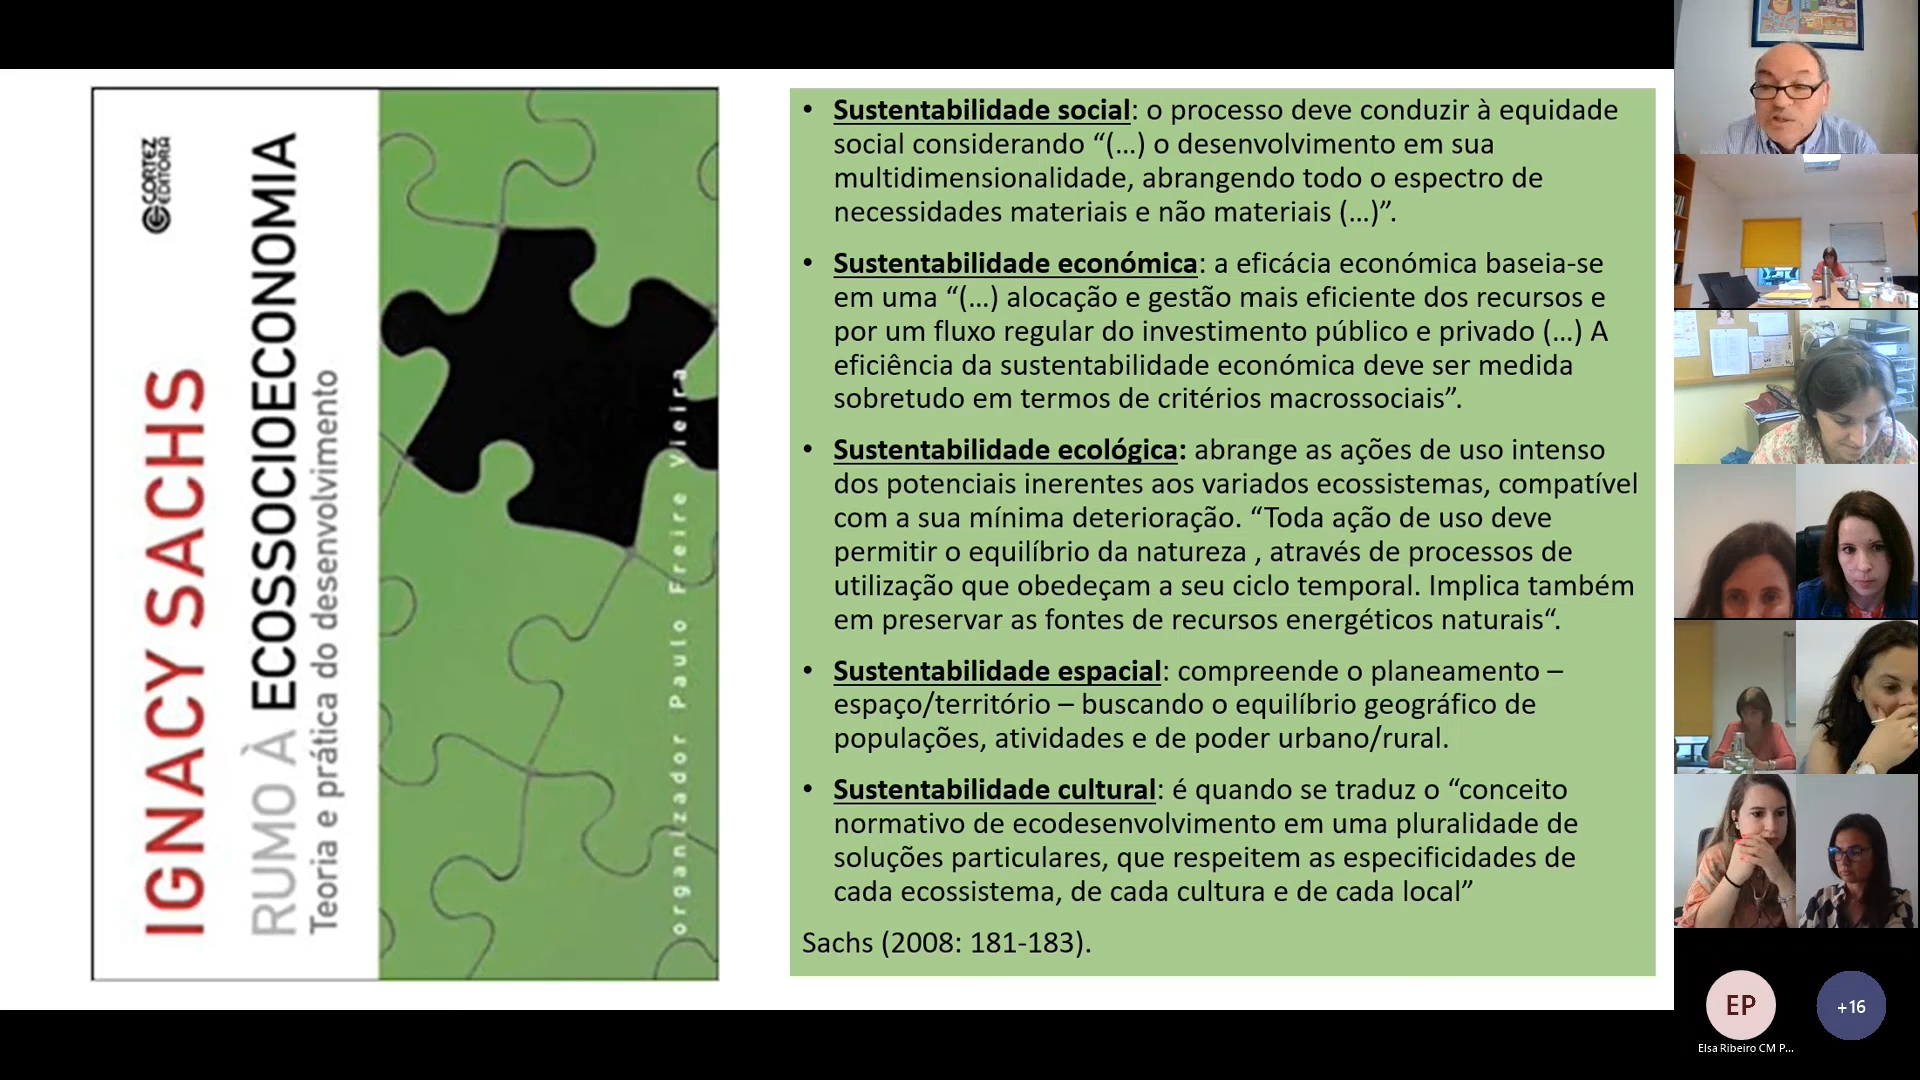 CORTEZ
EDITORA
IGNACY SACHS
RUMO À ECOSSOCIOECONOMIA
Teoria e prática do desenvolvimento
organizador Paulo Freire Vieira
• Sustentabilidade social: o processo deve conduzir à equidade
social considerando “(…) o desenvolvimento em sua
multidimensionalidade, abrangendo todo o espectro de
necessidades materiais e não materiais (…)”.
• Sustentabilidade económica: a eficácia económica baseia-se
em uma “(…) alocação e gestão mais eficiente dos recursos e
por um fluxo regular do investimento público e privado (…) A
eficiência da sustentabilidade económica deve ser medida
sobretudo em termos de critérios macrossociais”.
• Sustentabilidade ecológica: abrange as ações de uso intenso
dos potenciais inerentes aos variados ecossistemas, compatível
com a sua mínima deterioração. “Toda ação de uso deve
permitir o equilíbrio da natureza , através de processos de
utilização que obedeçam a seu ciclo temporal. Implica também
em preservar as fontes de recursos energéticos naturais“.
• Sustentabilidade espacial: compreende o planeamento –
espaço/território – buscando o equilíbrio geográfico de
populações, atividades e de poder urbano/rural.
• Sustentabilidade cultural: é quando se traduz o “conceito
normativo de ecodesenvolvimento em uma pluralidade de
soluções particulares, que respeitem as especificidades de
cada ecossistema, de cada cultura e de cada local”
Sachs (2008: 181-183).
EP
+16
Elsa Ribeiro CM P...